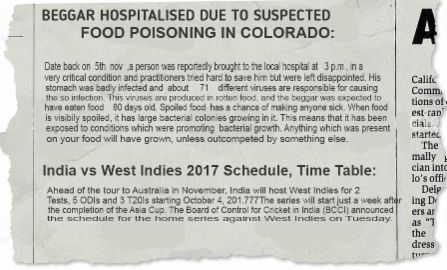 BEGGAR HOSPITALISED DUE TO SUSPECTED
FOOD POISONING IN COLORADO:
A
Date back on 5th nov ,a person was reportedly brought to the local hospital at 3 p.m , in a
very critical condition and practitioners tried hard to save him but were left disappointed. His
stomach was badly infected and about 71 different viruses are responsible for causing
the so infection. This viruses are produced in rotten food, and the beggar was expected to
have eaten food 80 days old. Spoiled food has a chance of making anyone sick. When food
is visibily spoiled, it has large bacterial colonies growing in it. This means that it has been
exposed to conditions which were promoting bacterial growth. Anything which was present
on your food will have grown, unless outcompeted by something else.
India vs West Indies 2017 Schedule, Time Table:
Ahead of the tour to Australia in November, India will host West Indies for 2
Tests, 5 ODIs and 3 T20Is starting October 4, 201.777The series will start just a week after
the completion of the Asia Cup. The Board of Control for Cricket in India (BCCI) announced
the schedule for the home series against West Indies on Tuesday.
Califo
Comm
tions of
est-ran
cials
started
The
mally
cian into
lo's offi
Delg
ing De
ers ar
as "T
the
dress